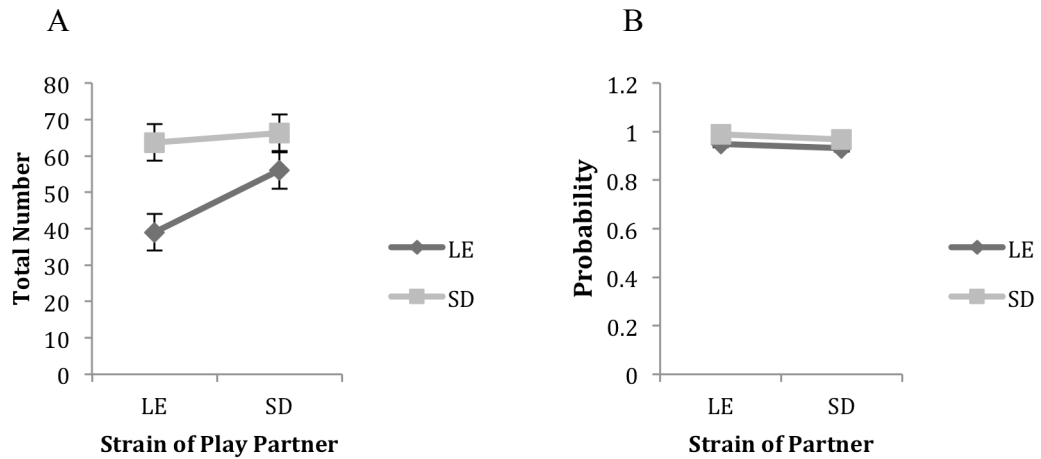 A
80
70
60
50
40
30
20
10
0
Total Number
LE
SD
Strain of Play Partner
LE
SD
B
1.2
1
0.8
0.6
0.4
0.2
0
Probability
LE
SD
Strain of Partner
LE
SD